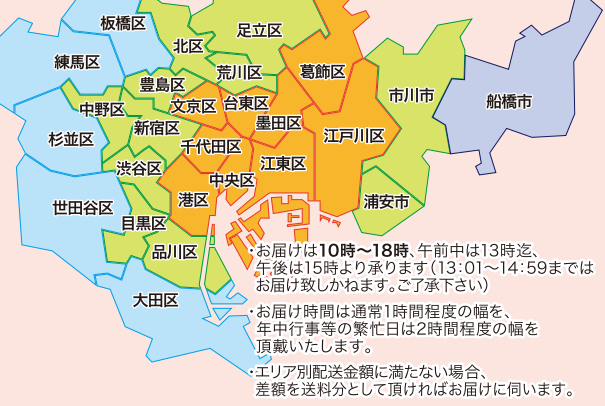 板橋区
足立区
北区
練馬区
荒川区
葛飾区
豊島区
市川市
船橋市
中野区
文京区
台東区
新宿区
墨田区
杉並区
江戸川区
千代田区
渋谷区
江東区
中央区
港区
世田谷区
浦安市
目黒区
品川区
大田区
・お届けは10時～18時、午前中は13時迄、
午後は15時より承ります（13：01～14：59までは
お届け致しかねます。ご了承下さい）
・お届け時間は通常1時間程度の幅を、
年中行事等の繁忙日は2時間程度の幅を
頂戴いたします。
・エリア別配送金額に満たない場合、
差額を送料分として頂ければお届けに伺います。